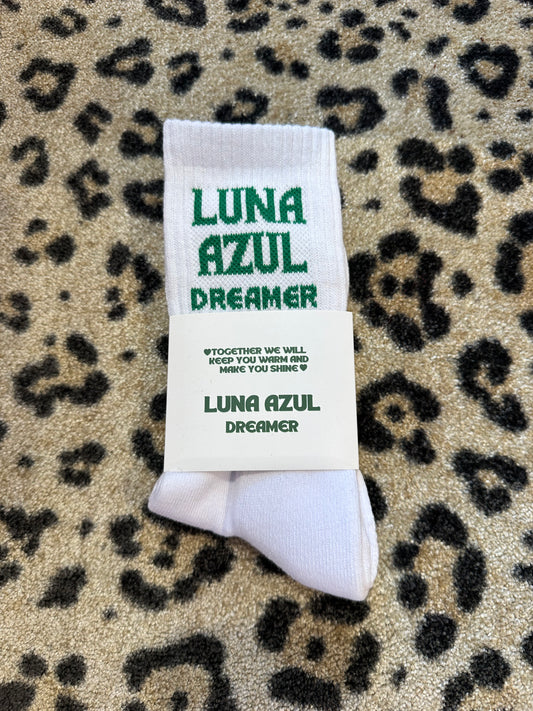 LUNA
AZUL
DREAMER
♥TOGETHER WE WILL
KEEP YOU WARM AND
MAKE YOU SHINE♥
LUNA AZUL
DREAMER